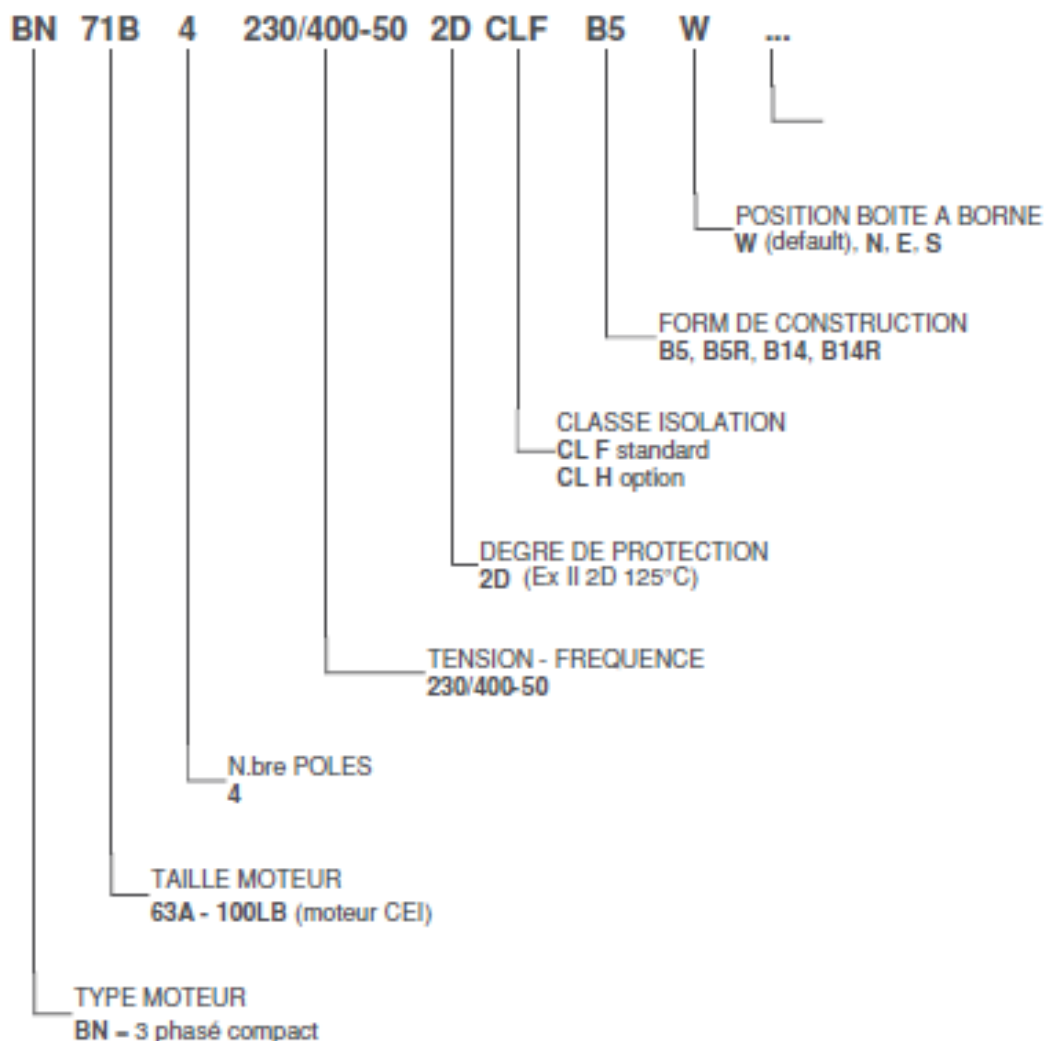 BN 71B 4 230/400-50 2D CLF B5 W ...
POSITION BOITE A BORNE
W (default), N, E, S
FORM DE CONSTRUCTION
B5, B5R, B14, B14R
CLASSE ISOLATION
CL F standard
CL H option
DEGRE DE PROTECTION
2D (Ex II 2D 125°C)
TENSION - FREQUENCE
230/400-50
N.bre POLES
4
TAILLE MOTEUR
63A - 100LB (moteur CEI)
TYPE MOTEUR
BN = 3 phasé compact